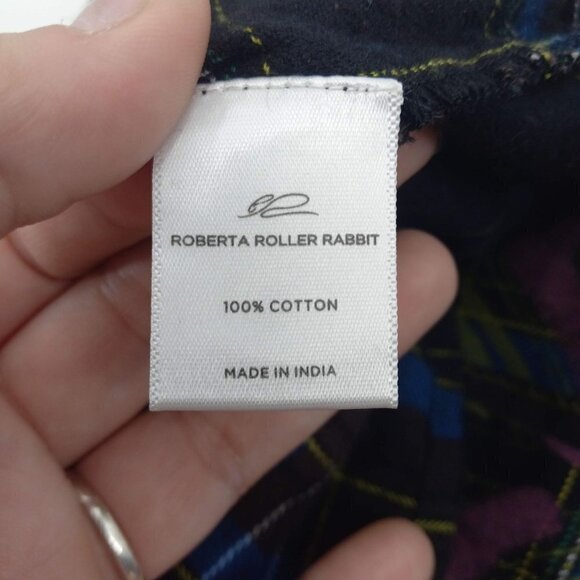 ROBERTA ROLLER RABBIT
100% COTTON
MADE IN INDIA